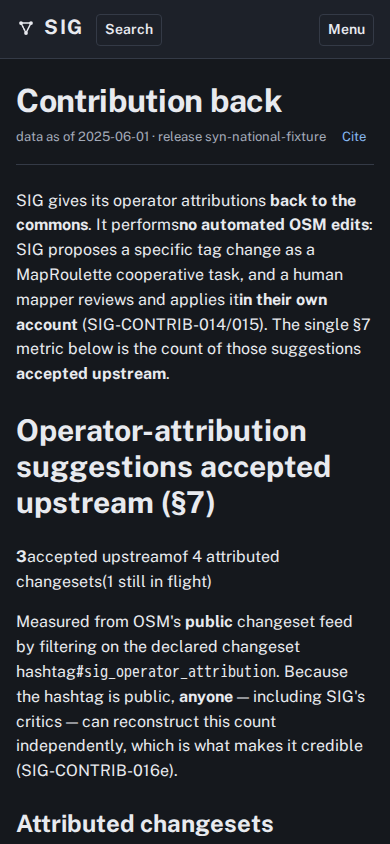 SIG Search Menu
Contribution back
data as of 2025-06-01 · release syn-national-fixture Cite
SIG gives its operator attributions back to the
commons. It performsno automated OSM edits:
SIG proposes a specific tag change as a
MapRoulette cooperative task, and a human
mapper reviews and applies itin their own
account (SIG-CONTRIB-014/015). The single §7
metric below is the count of those suggestions
accepted upstream.
Operator-attribution
suggestions accepted
upstream (§7)
3accepted upstreamof 4 attributed
changesets(1 still in flight)
Measured from OSM's public changeset feed
by filtering on the declared changeset
hashtag#sig_operator_attribution. Because
the hashtag is public, anyone — including SIG's
critics — can reconstruct this count
independently, which is what makes it credible
(SIG-CONTRIB-016e).
Attributed changesets